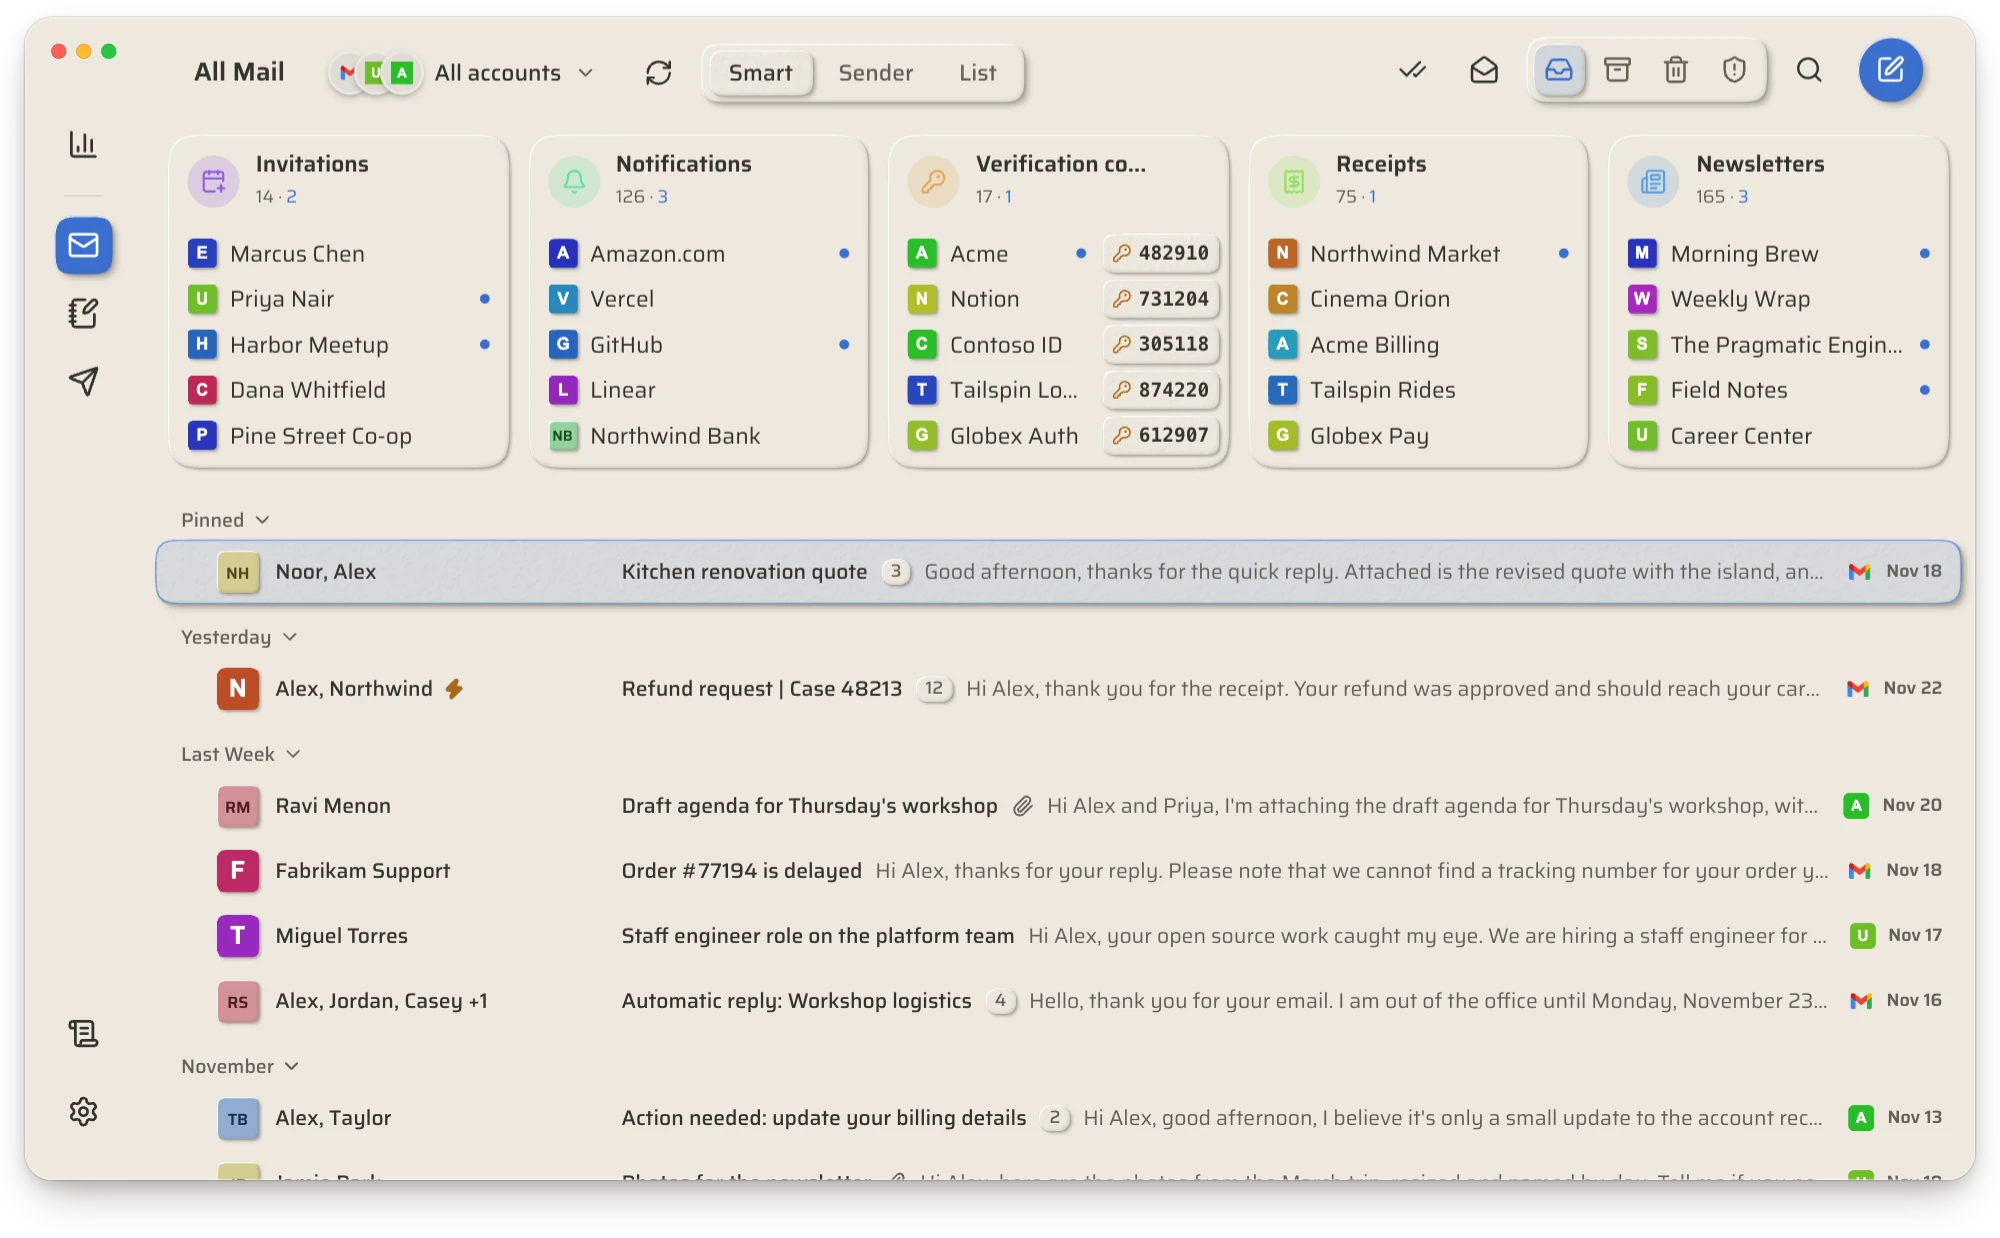 All Mail
U A All accounts
Smart Sender List
Invitations
14 · 2
E Marcus Chen
U Priya Nair
H Harbor Meetup
C Dana Whitfield
P Pine Street Co-op
Notifications
126 · 3
A Amazon.com
V Vercel
G GitHub
L Linear
NB Northwind Bank
Verification co...
17 · 1
A Acme 482910
N Notion 731204
C Contoso ID 305118
T Tailspin Lo... 874220
G Globex Auth 612907
Receipts
75 · 1
N Northwind Market
C Cinema Orion
A Acme Billing
T Tailspin Rides
G Globex Pay
Newsletters
165 · 3
M Morning Brew
W Weekly Wrap
S The Pragmatic Engin...
F Field Notes
U Career Center
Pinned
NH Noor, Alex Kitchen renovation quote 3 Good afternoon, thanks for the quick reply. Attached is the revised quote with the island, an... Nov 18
Yesterday
N Alex, Northwind Refund request | Case 48213 12 Hi Alex, thank you for the receipt. Your refund was approved and should reach your car... Nov 22
Last Week
RM Ravi Menon Draft agenda for Thursday's workshop Hi Alex and Priya, I'm attaching the draft agenda for Thursday's workshop, wit... A Nov 20
F Fabrikam Support Order #77194 is delayed Hi Alex, thanks for your reply. Please note that we cannot find a tracking number for your order y... Nov 18
T Miguel Torres Staff engineer role on the platform team Hi Alex, your open source work caught my eye. We are hiring a staff engineer for ... U Nov 17
RS Alex, Jordan, Casey +1 Automatic reply: Workshop logistics 4 Hello, thank you for your email. I am out of the office until Monday, November 23... Nov 16
November
TB Alex, Taylor Action needed: update your billing details 2 Hi Alex, good afternoon, I believe it's only a small update to the account rec... A Nov 13